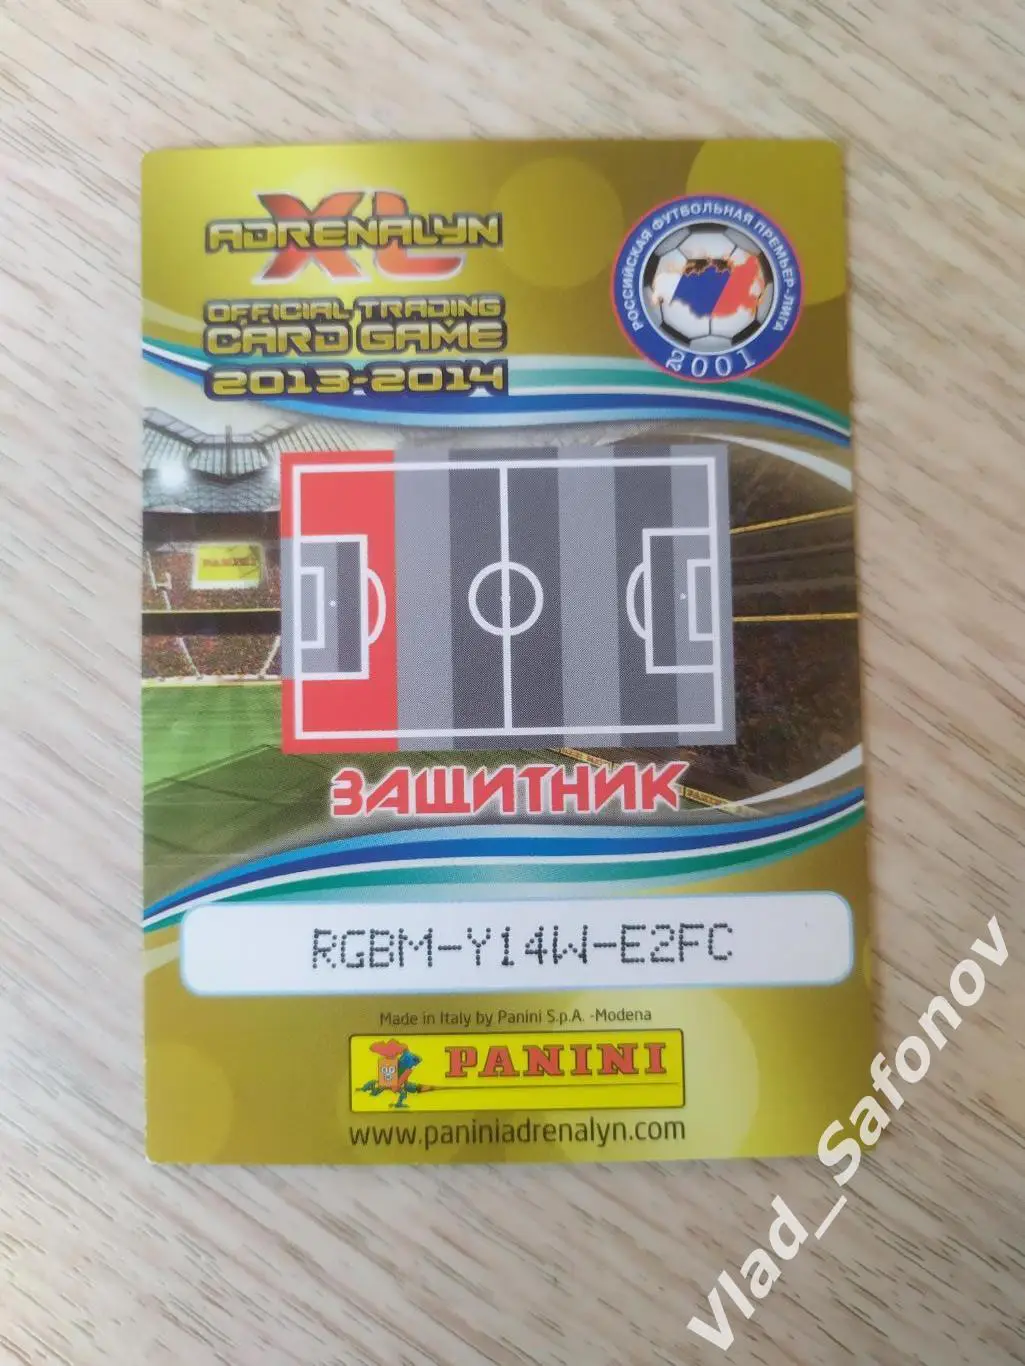 ADRENALYN XL
OFFICIAL TRADING
CARD GAME
2013-2014
РОССИЙСКАЯ ФУТБОЛЬНАЯ ПРЕМЬЕР-ЛИГА
2001
PANINI
ЗАЩИТНИК
RGBM-Y14W-E2FC
Made in Italy by Panini S.p.A. -Modena
PANINI
www.paniniadrenalyn.com
Vlad_Safonov